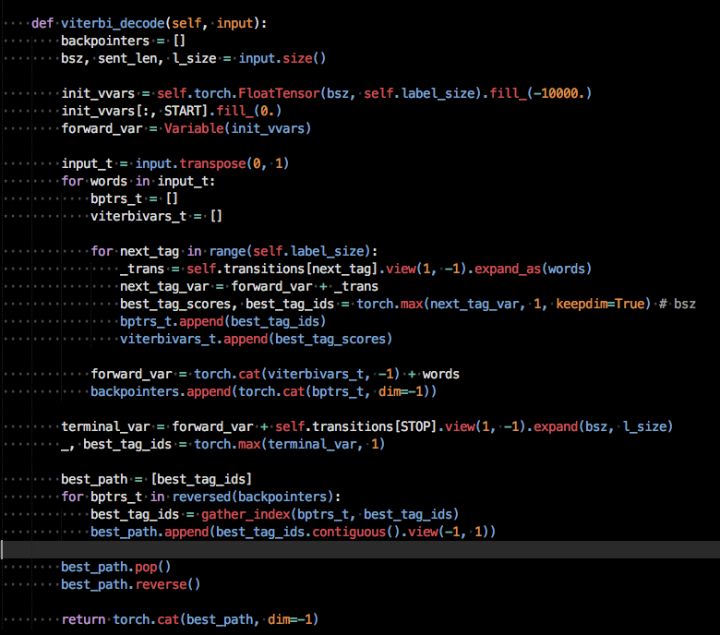 def viterbi_decode(self, input):
backpointers = []
bsz, sent_len, l_size = input.size()
init_vvars = self.torch.FloatTensor(bsz, self.label_size).fill_(-10000.)
init_vvars[:, START].fill_(0.)
forward_var = Variable(init_vvars)
input_t = input.transpose(0, 1)
for words in input_t:
bptrs_t = []
viterbivars_t = []
for next_tag in range(self.label_size):
_trans = self.transitions[next_tag].view(1, -1).expand_as(words)
next_tag_var = forward_var + _trans
best_tag_scores, best_tag_ids = torch.max(next_tag_var, 1, keepdim=True) # bsz
bptrs_t.append(best_tag_ids)
viterbivars_t.append(best_tag_scores)
forward_var = torch.cat(viterbivars_t, -1) + words
backpointers.append(torch.cat(bptrs_t, dim=-1))
terminal_var = forward_var + self.transitions[STOP].view(1, -1).expand(bsz, l_size)
_, best_tag_ids = torch.max(terminal_var, 1)
best_path = [best_tag_ids]
for bptrs_t in reversed(backpointers):
best_tag_ids = gather_index(bptrs_t, best_tag_ids)
best_path.append(best_tag_ids.contiguous().view(-1, 1))
best_path.pop()
best_path.reverse()
return torch.cat(best_path, dim=-1)